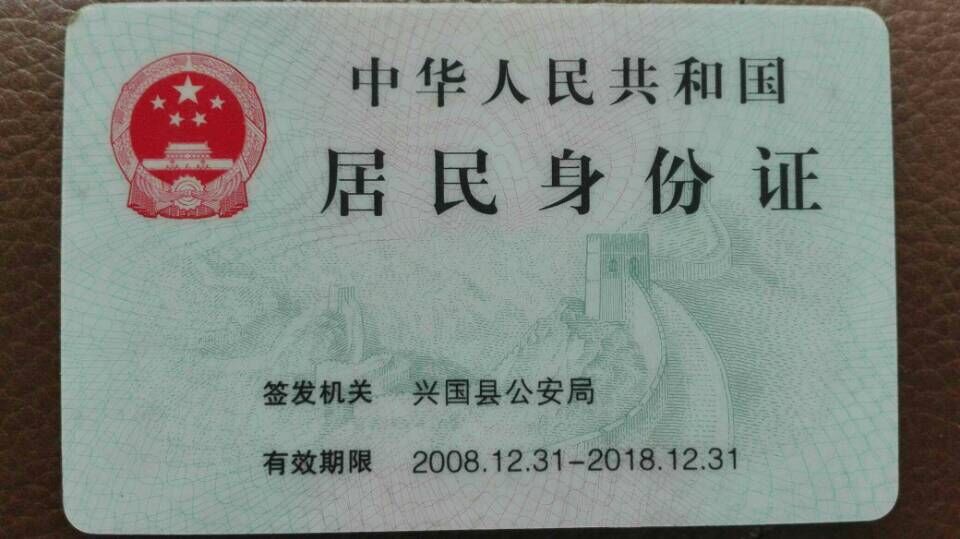 中华人民共和国
居民身份证
签发机关 兴国县公安局
有效期限 2008.12.31-2018.12.31